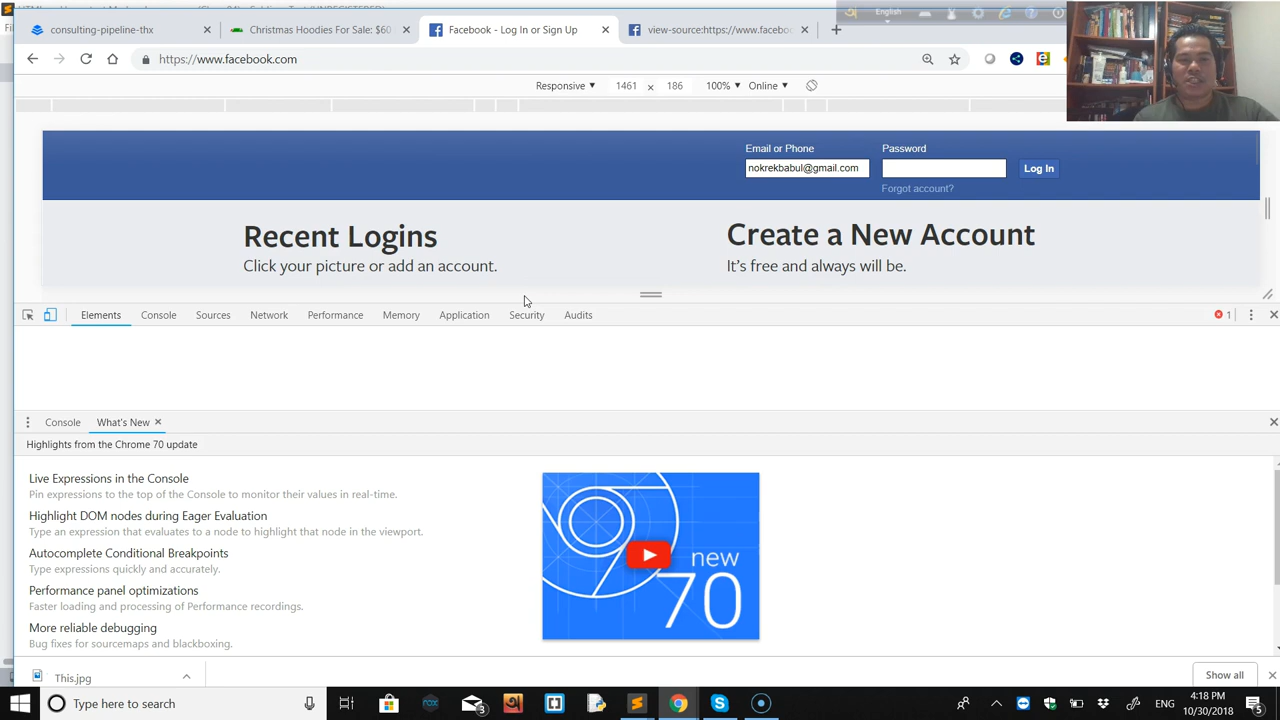 English
consulting-pipeline-thx
Christmas Hoodies For Sale $60
Facebook - Log In or Sign Up
view-source:https://www.faceboo
https://www.facebook.com
Responsive
1461
186
100%
Online
Email or Phone
Password
nokrekbabul@gmail.com
Log In
Forgot account?
Recent Logins
Create a New Account
Click your picture or add an account.
It's free and always will be.
Elements
Console
Sources
Network
Performance
Memory
Application
Security
Audits
1
Console
What's New
Highlights from the Chrome 70 update
Live Expressions in the Console
Pin expressions to the top of the Console to monitor their values in real-time.
Highlight DOM nodes during Eager Evaluation
Type an expression that evaluates to a node to highlight that node in the viewport.
Autocomplete Conditional Breakpoints
Type expressions quickly and accurately.
Performance panel optimizations
Faster loading and processing of Performance recordings.
More reliable debugging
Bug fixes for sourcemaps and blackboxing.
new
70
This.jpg
Show all
Type here to search
ENG
4:18 PM
10/30/2018
3
5